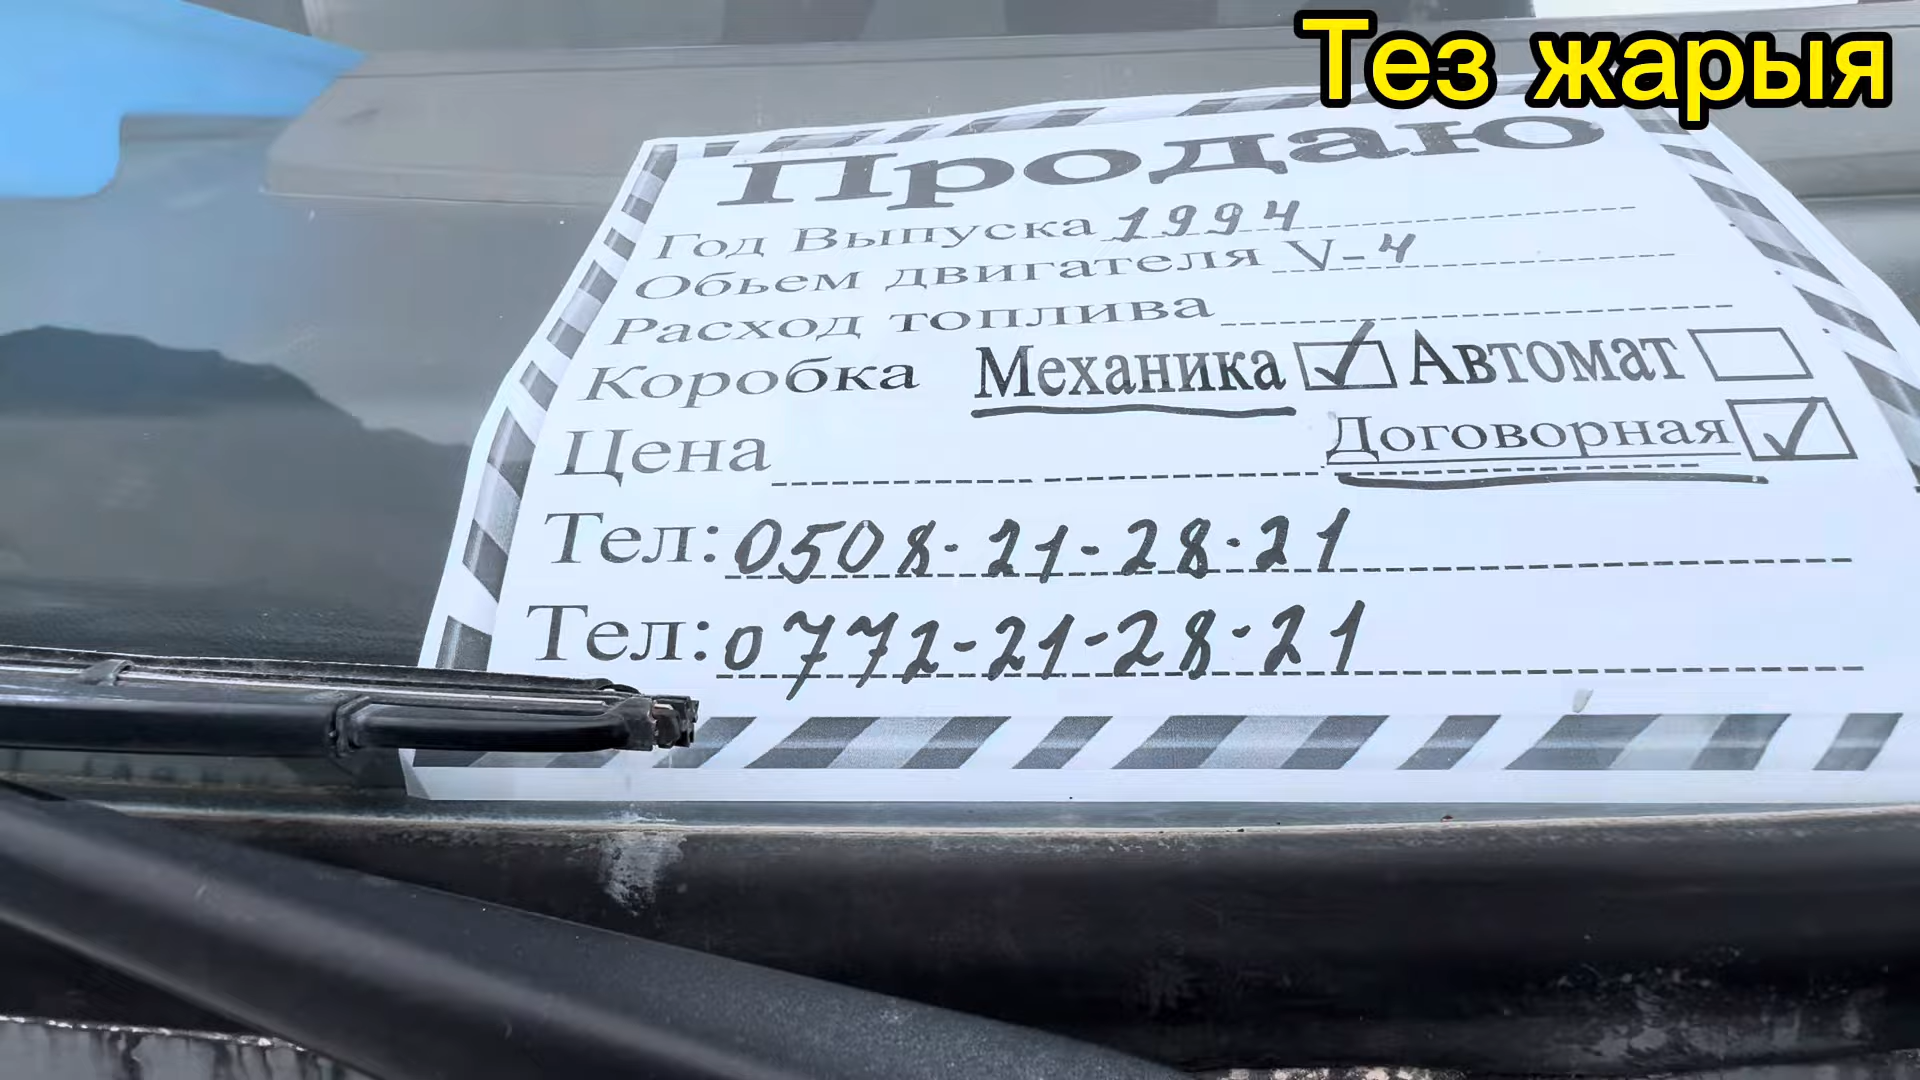 Тез жарыя
Продаю
Год Выпуска 1994
Обьем двигателя V-4
Расход топлива
Коробка Механика ✓ Автомат
Цена Договорная ✓
Тел: 0508-21-28-21
Тел: 0772-21-28-21